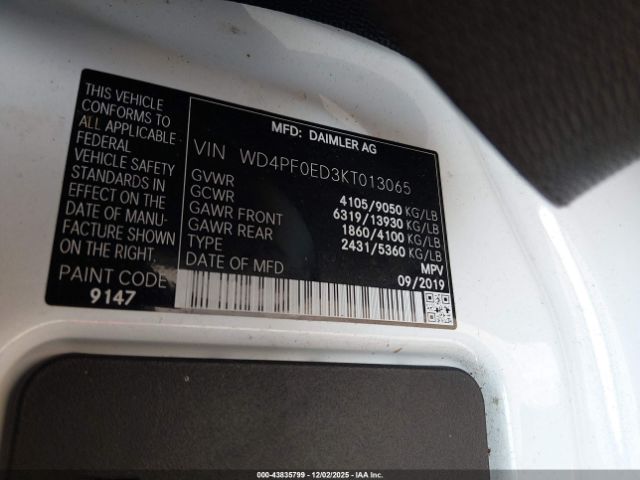 THIS VEHICLE
CONFORMS TO
ALL APPLICABLE
FEDERAL
VEHICLE SAFETY
STANDARDS IN
EFFECT ON THE
DATE OF MANU-
FACTURE SHOWN
ON THE RIGHT.
PAINT CODE
9147
MFD: DAIMLER AG
VIN WD4PF0ED3KT013065
GVWR 4105/9050 KG/LB
GCWR 6319/13930 KG/LB
GAWR FRONT 1860/4100 KG/LB
GAWR REAR 2431/5360 KG/LB
TYPE MPV
DATE OF MFD 09/2019
000-43835799 - 12/02/2025 - IAAI.COM